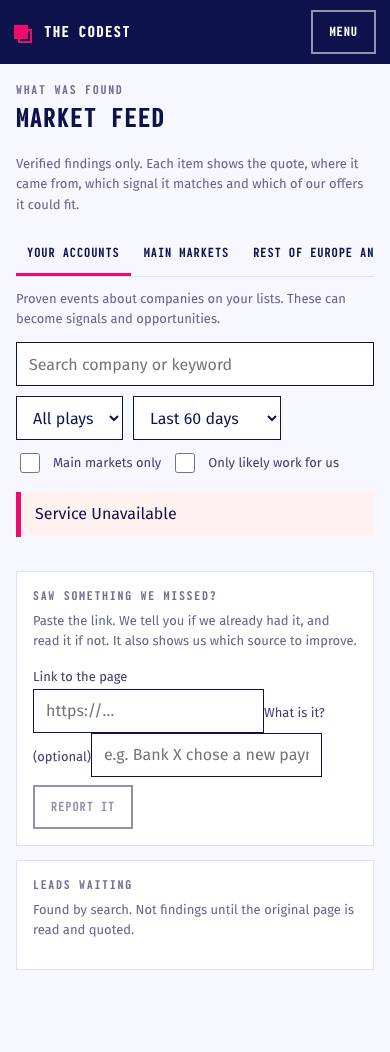 THE CODEST
MENU
WHAT WAS FOUND
MARKET FEED
Verified findings only. Each item shows the quote, where it
came from, which signal it matches and which of our offers
it could fit.
YOUR ACCOUNTS MAIN MARKETS REST OF EUROPE AN
Proven events about companies on your lists. These can
become signals and opportunities.
Search company or keyword
All plays Last 60 days
Main markets only Only likely work for us
Service Unavailable
SAW SOMETHING WE MISSED?
Paste the link. We tell you if we already had it, and
read it if not. It also shows us which source to improve.
Link to the page
https://... What is it?
(optional) e.g. Bank X chose a new payr
REPORT IT
LEADS WAITING
Found by search. Not findings until the original page is
read and quoted.